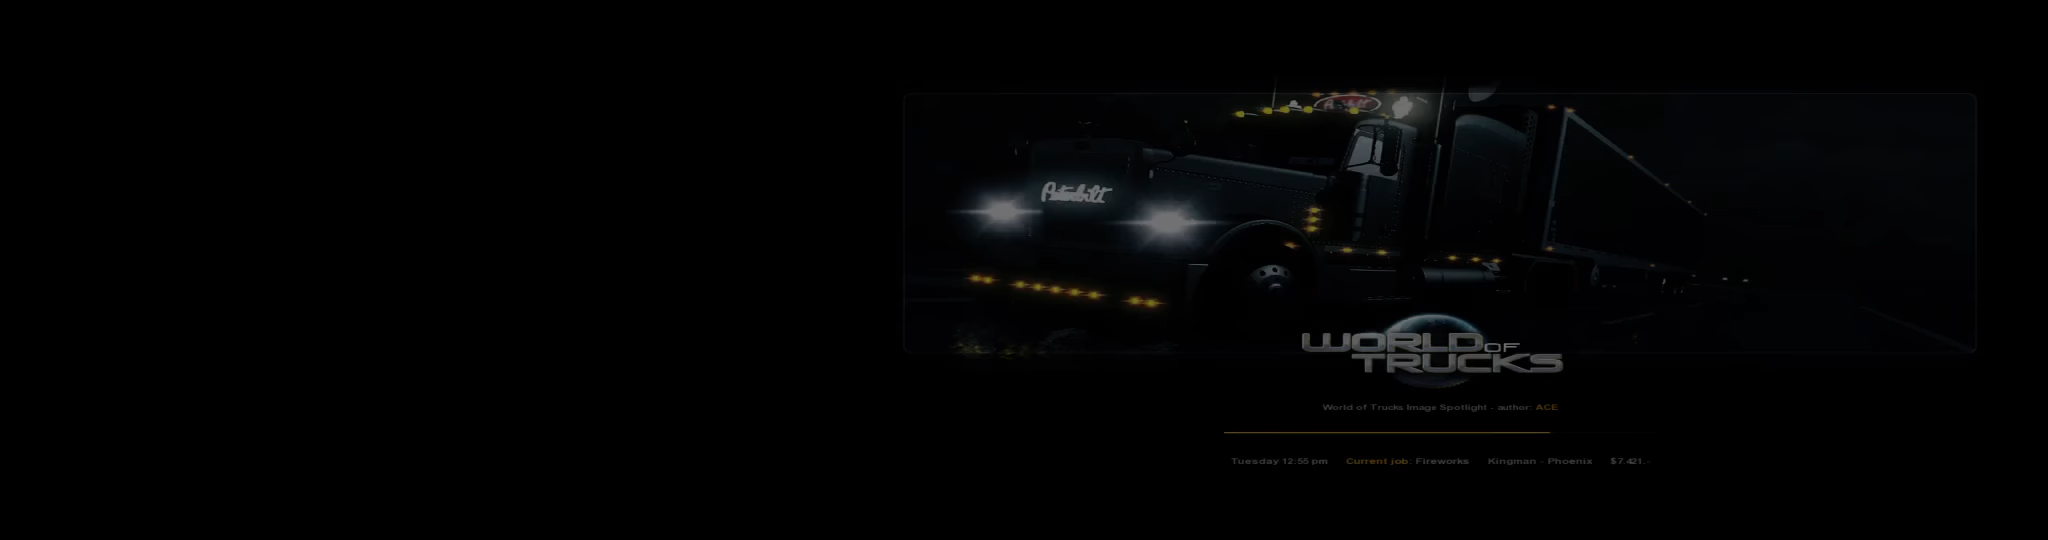 Peterbilt
WORLD OF
TRUCKS
World of Trucks Image Spotlight - author: ACE
Tuesday 12:55 pm Current job: Fireworks Kingman - Phoenix $7.421.-